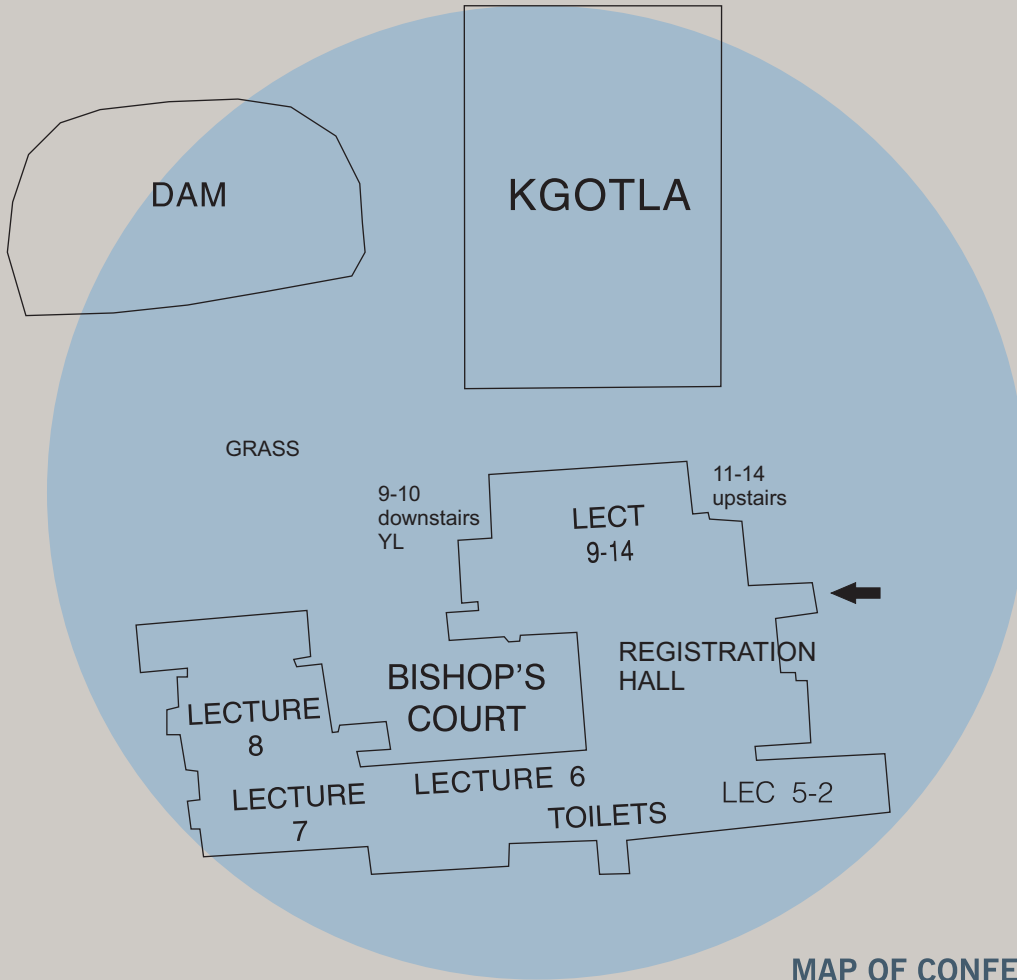 DAM
KGOTLA
GRASS
9-10
downstairs
YL
11-14
upstairs
LECT
9-14
REGISTRATION
HALL
BISHOP'S
COURT
LECTURE
8
LECTURE 6
LECTURE
7
TOILETS
LEC 5-2
MAP OF